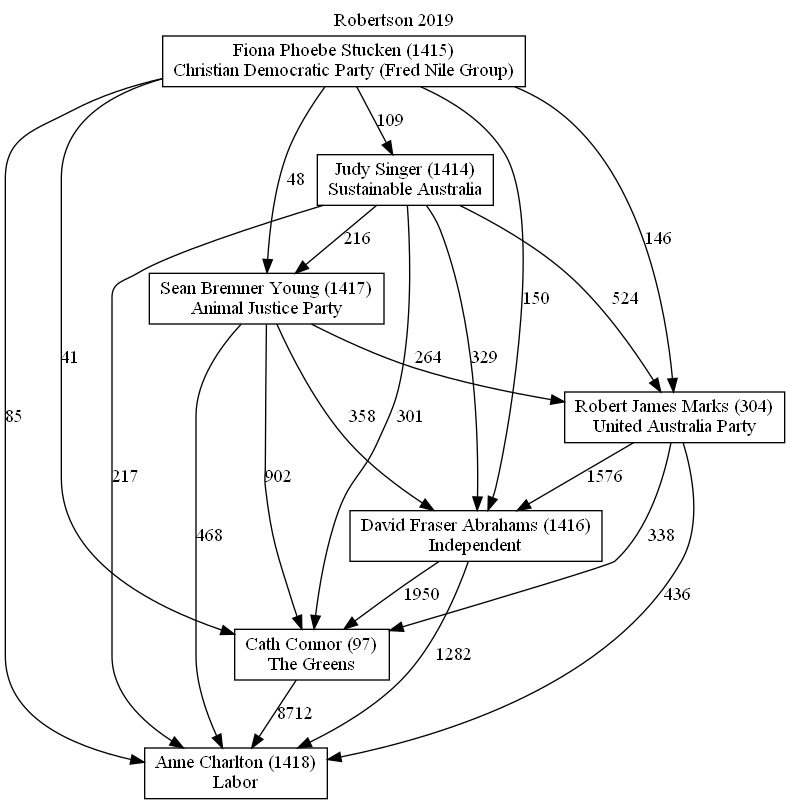 Robertson 2019
Fiona Phoebe Stucken (1415)
Christian Democratic Party (Fred Nile Group)
109
Judy Singer (1414)
Sustainable Australia
48
216
146
Sean Brenner Young (1417)
Animal Justice Party
150
524
41
264
329
85
358
301
Robert James Marks (304)
United Australia Party
217
902
1576
David Fraser Abrahams (1416)
Independent
468
338
1950
436
Cath Connor (97)
The Greens
1282
8712
Anne Charlton (1418)
Labor